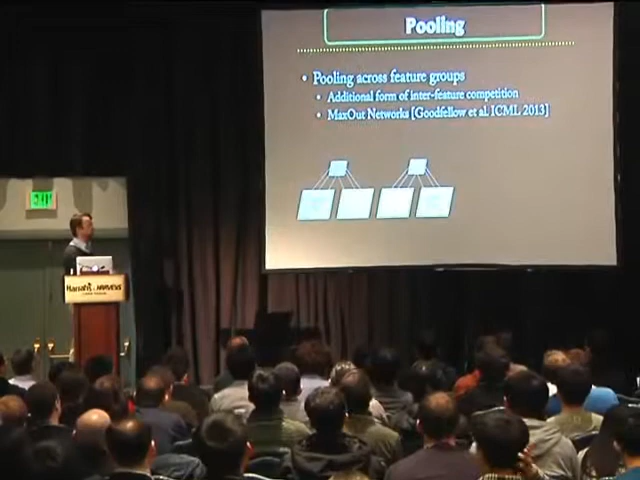 Pooling
• Pooling across feature groups
• Additional form of inter-feature competition
• MaxOut Networks [Goodfellow et al. ICML 2013]
Harrah's
HARVEYS